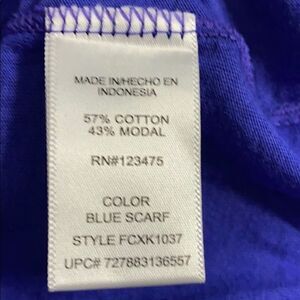 MADE IN/HECHO EN
INDONESIA
57% COTTON
43% MODAL
RN#123475
COLOR
BLUE SCARF
STYLE FCXK1037
UPC# 727883136557